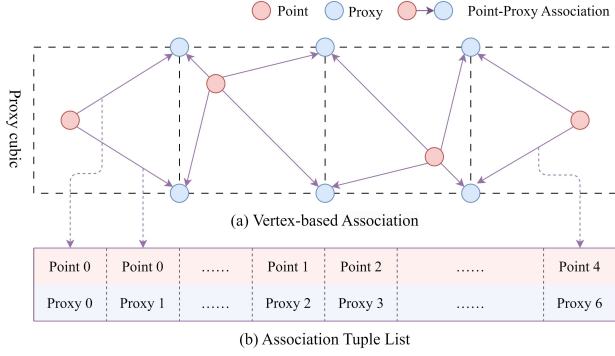 Point Proxy Point-Proxy Association
Proxy cubic
(a) Vertex-based Association
Point 0 Point 0 ...... Point 1 Point 2 ...... Point 4
Proxy 0 Proxy 1 ...... Proxy 2 Proxy 3 ...... Proxy 6
(b) Association Tuple List